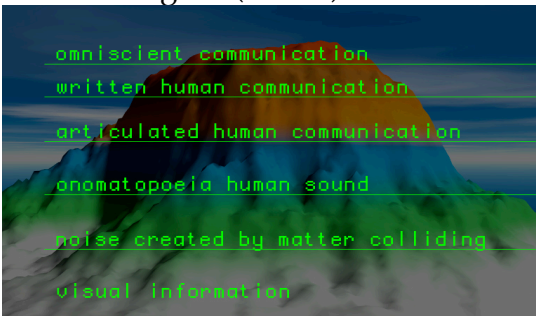 omniscient communication
written human communication
articulated human communication
onomatopoeia human sound
noise created by matter colliding
visual information